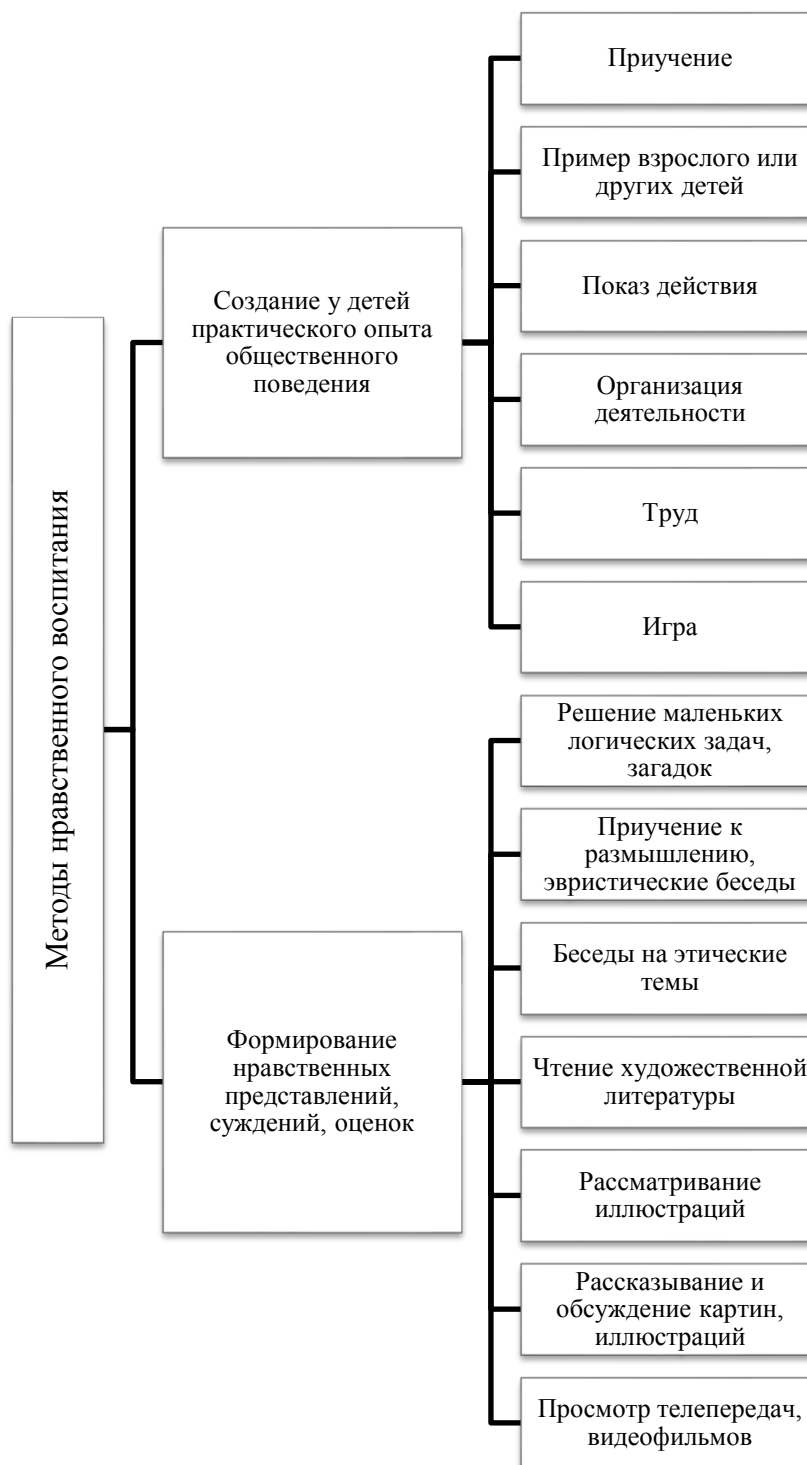 Методы нравственного воспитания
Создание у детей
практического опыта
общественного
поведения
Приучение
Пример взрослого или
других детей
Показ действия
Организация
деятельности
Труд
Игра
Формирование
нравственных
представлений,
суждений, оценок
Решение маленьких
логических задач,
загадок
Приучение к
размышлению,
эвристические беседы
Беседы на этические
темы
Чтение художественной
литературы
Рассматривание
иллюстраций
Рассказывание и
обсуждение картин,
иллюстраций
Просмотр телепередач,
видеофильмов